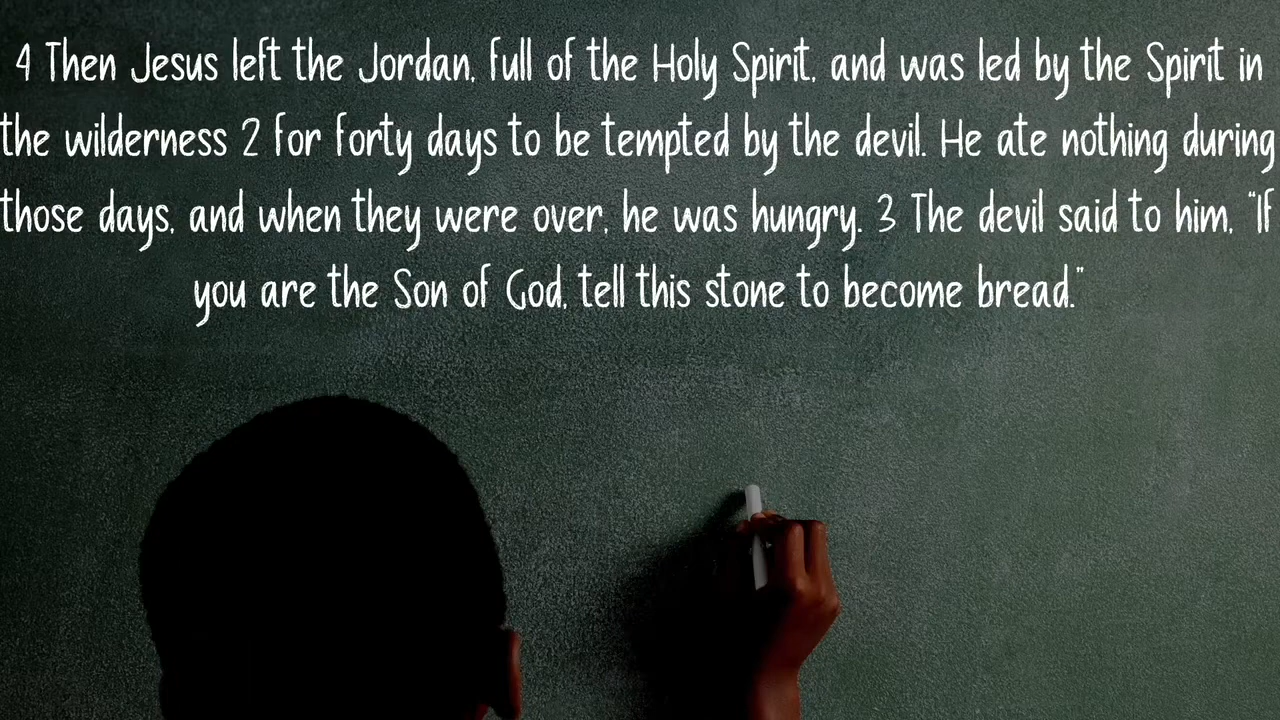 4 Then Jesus left the Jordan, full of the Holy Spirit, and was led by the Spirit in
the wilderness 2 for forty days to be tempted by the devil. He ate nothing during
those days, and when they were over, he was hungry. 3 The devil said to him, “If
you are the Son of God, tell this stone to become bread.”